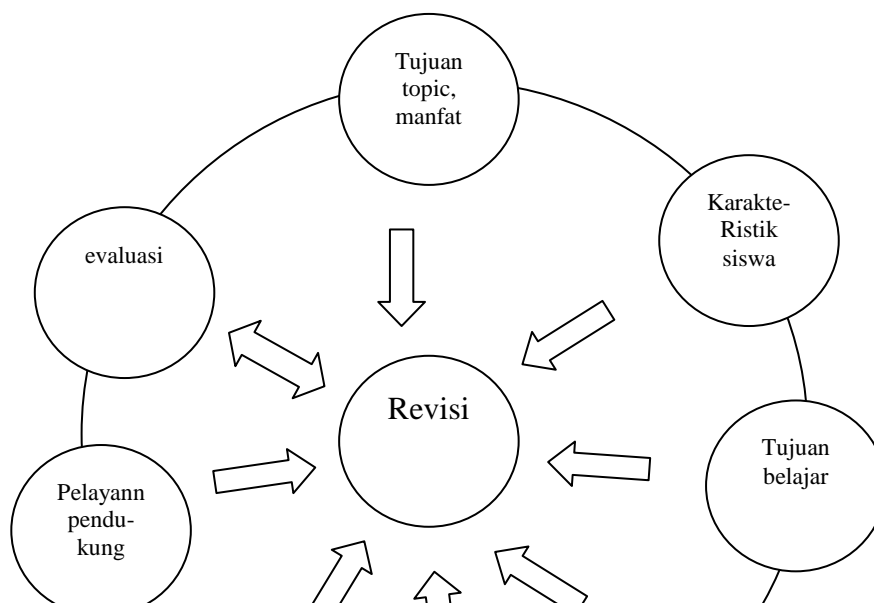 Tujuan
topic,
manfat
Karakte-
Ristik
siswa
evaluasi
Revisi
Tujuan
belajar
Pelayann
pendu-
kung